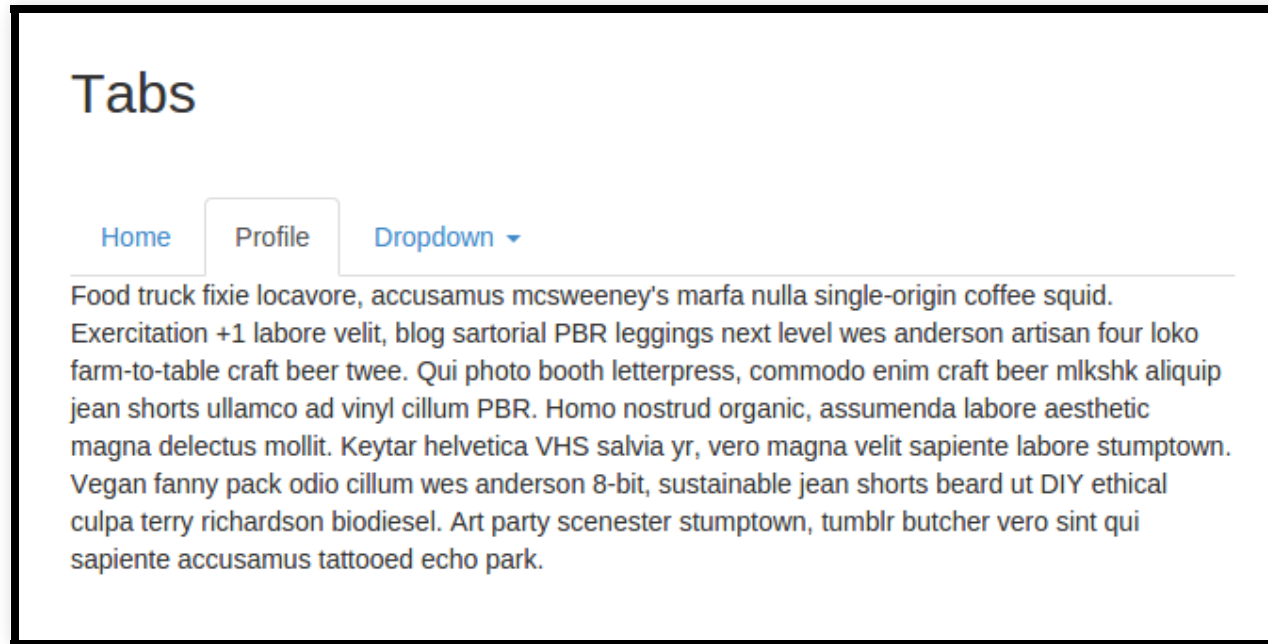 Tabs
Home Profile Dropdown
Food truck fixie locavore, accusamus mcsweeney's marfa nulla single-origin coffee squid.
Exercitation +1 labore velit, blog sartorial PBR leggings next level wes anderson artisan four loko
farm-to-table craft beer twee. Qui photo booth letterpress, commodo enim craft beer mlkshk aliquip
jean shorts ullamco ad vinyl cillum PBR. Homo nostrud organic, assumenda labore aesthetic
magna delectus mollit. Keytar helvetica VHS salvia yr, vero magna velit sapiente labore stumptown.
Vegan fanny pack odio cillum wes anderson 8-bit, sustainable jean shorts beard ut DIY ethical
culpa terry richardson biodiesel. Art party scenester stumptown, tumblr butcher vero sint qui
sapiente accusamus tattooed echo park.